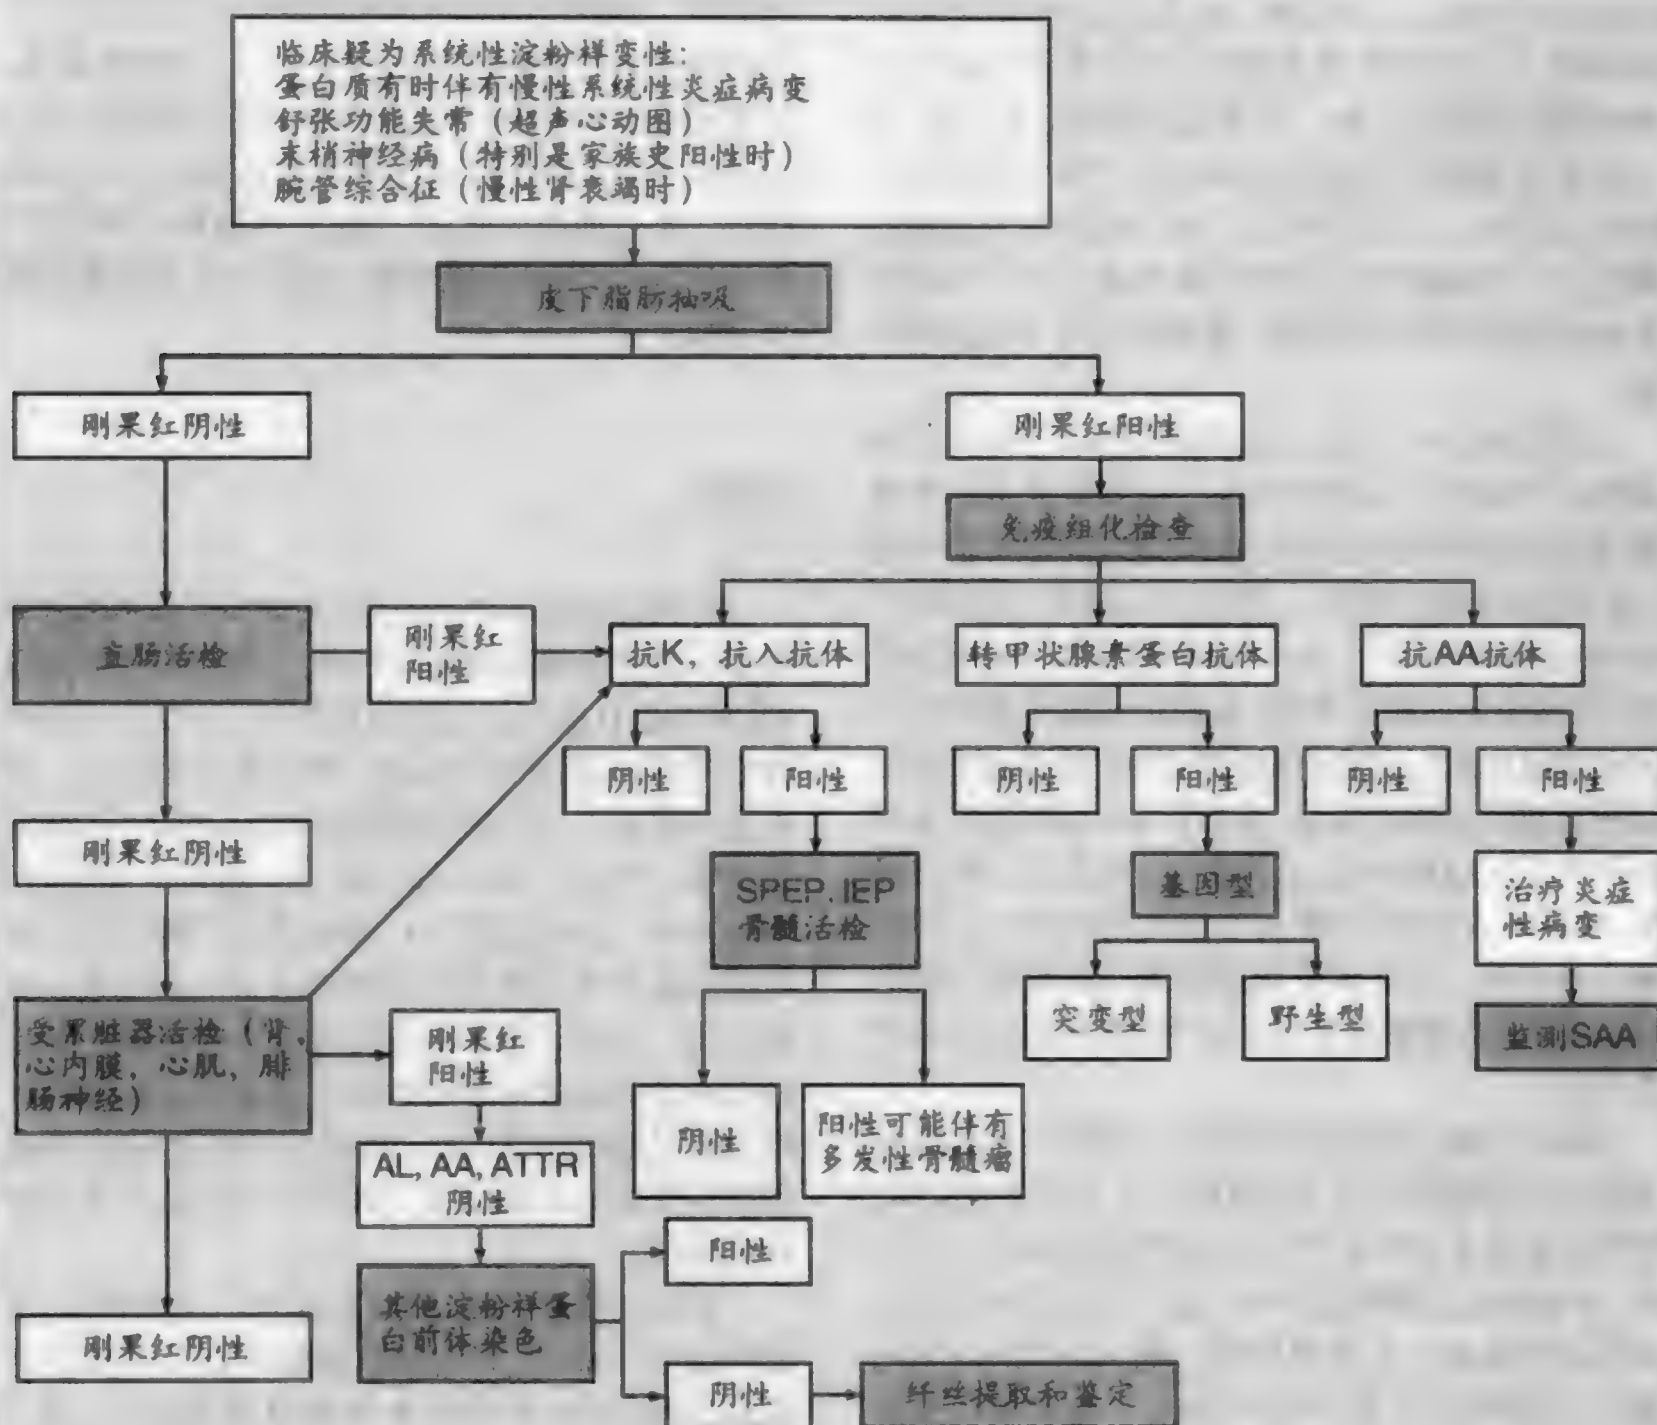 临床疑为系统性淀粉样变性:
蛋白质有时伴有慢性系统性炎症病变
舒张功能失常(超声心动图)
末梢神经病(特别是家族史阳性时)
腕管综合征(慢性肾衰竭时)
皮下脂肪抽吸
刚果红阴性
刚果红阳性
免疫组化检查
直肠活检
刚果红
阳性
抗K,抗入抗体
转甲状腺素蛋白抗体
抗AA抗体
阴性
阳性
阴性
阳性
阴性
阳性
刚果红阴性
SPEP.IEP
骨髓活检
基因型
治疗炎症
性病变
突变型
野生型
监测SAA
受累脏器活检(肾,
心内膜,心肌,腓
肠神经)
刚果红
阳性
阴性
阳性可能伴有
多发性骨髓瘤
AL, AA, ATTR
阴性
阳性
其他淀粉样蛋
白前体染色
刚果红阴性
阴性
纤丝提取和鉴定